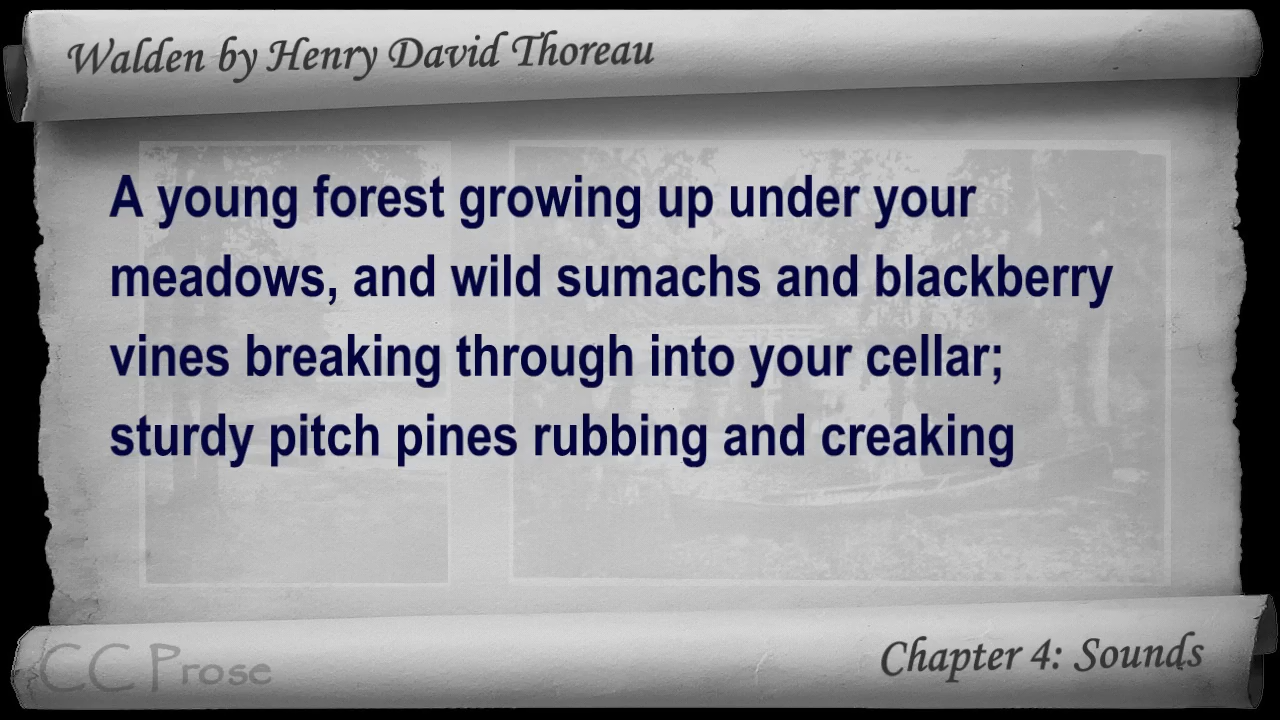 Walden by Henry David Thoreau
A young forest growing up under your
meadows, and wild sumachs and blackberry
vines breaking through into your cellar;
sturdy pitch pines rubbing and creaking
CC Prose
Chapter 4: Sounds